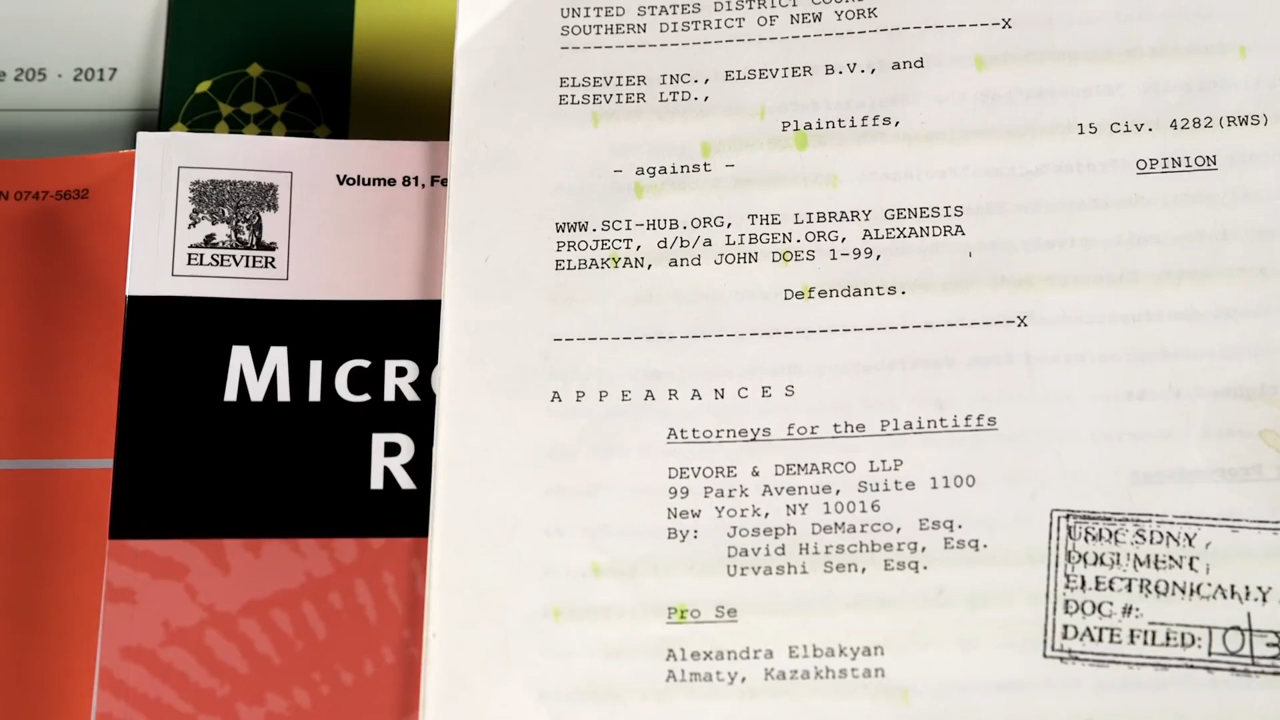 e 205 · 2017
N 0747-5632
Volume 81, Fe
ELSEVIER
MICRO
R
UNITED STATES DISTRICT COUR
SOUTHERN DISTRICT OF NEW YORK
---------------------------------------X
ELSEVIER INC., ELSEVIER B.V., and
ELSEVIER LTD.,
Plaintiffs,
15 Civ. 4282(RWS)
- against -
OPINION
WWW.SCI-HUB.ORG, THE LIBRARY GENESIS
PROJECT, d/b/a LIBGEN.ORG, ALEXANDRA
ELBAKYAN, and JOHN DOES 1-99,
Defendants.
---------------------------------------X
A P P E A R A N C E S
Attorneys for the Plaintiffs
DEVORE & DEMARCO LLP
99 Park Avenue, Suite 1100
New York, NY 10016
By: Joseph DeMarco, Esq.
David Hirschberg, Esq.
Urvashi Sen, Esq.
Pro Se
Alexandra Elbakyan
Almaty, Kazakhstan
USDC SDNY
DOCUMENT
ELECTRONICALLY
DOC #:
DATE FILED: